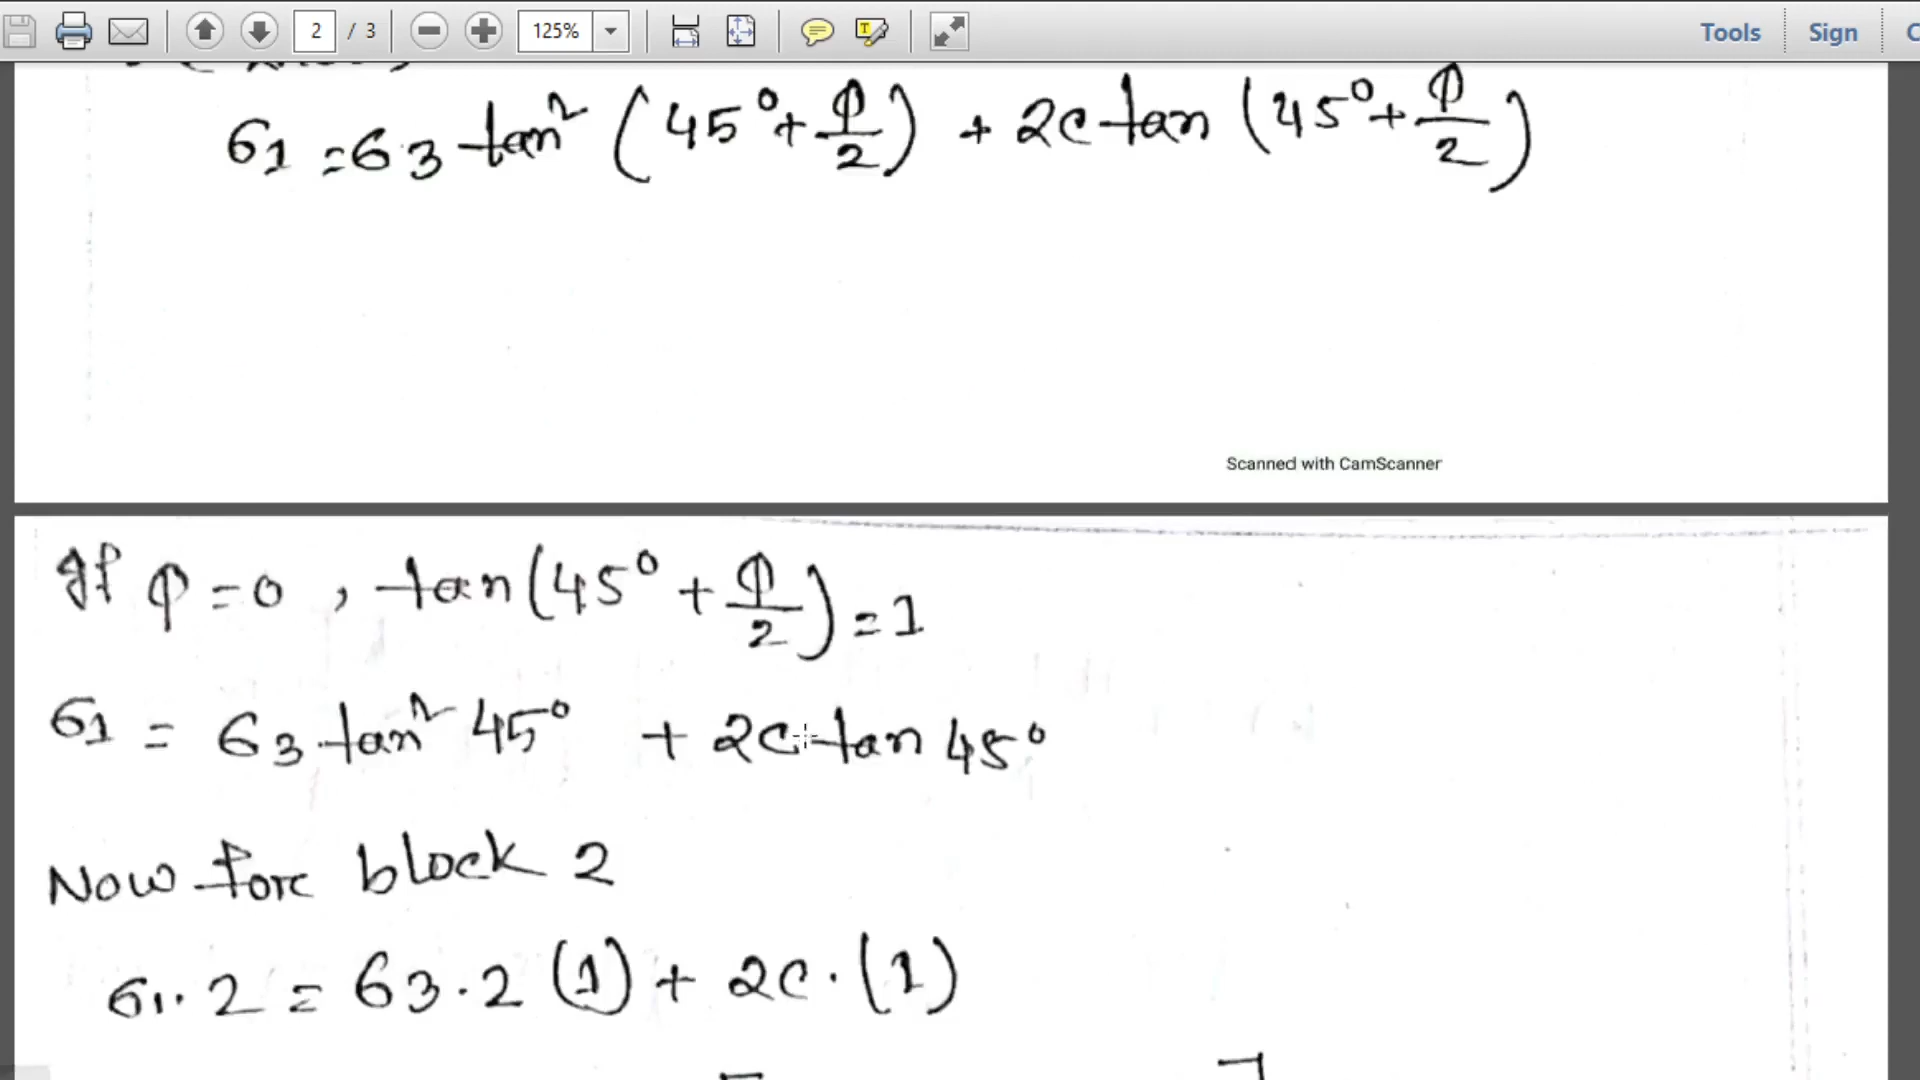 2 / 3 125% Tools Sign
σ1 = σ3 tan² (45° + φ/2) + 2c tan (45° + φ/2)
Scanned with CamScanner
If φ = 0, tan (45° + φ/2) = 1
σ1 = σ3 tan² 45° + 2c tan 45°
Now for block 2
σ1.2 = σ3.2 (1) + 2c.(1)